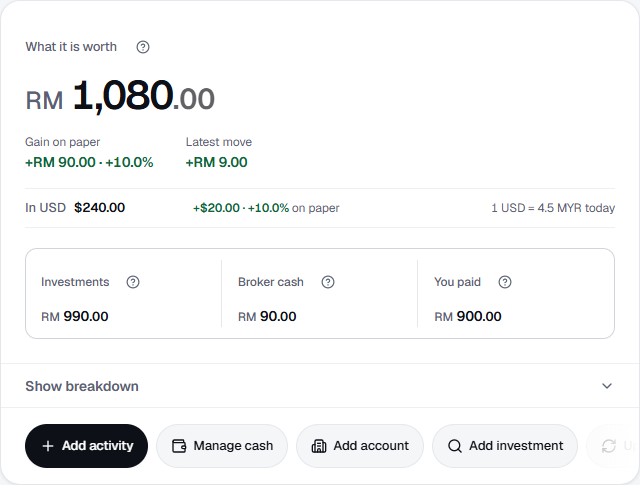 What it is worth
RM 1,080.00
Gain on paper Latest move
+RM 90.00 · +10.0% +RM 9.00
In USD $240.00 +$20.00 · +10.0% on paper 1 USD = 4.5 MYR today
Investments Broker cash You paid
RM 990.00 RM 90.00 RM 900.00
Show breakdown
Add activity Manage cash Add account Add investment